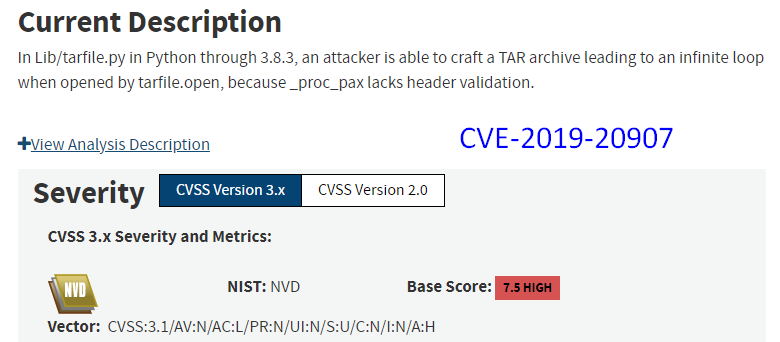 Current Description
In Lib/tarfile.py in Python through 3.8.3, an attacker is able to craft a TAR archive leading to an infinite loop
when opened by tarfile.open, because _proc_pax lacks header validation.
+View Analysis Description
CVE-2019-20907
Severity
CVSS Version 3.x
CVSS Version 2.0
CVSS 3.x Severity and Metrics:
NVD
NIST: NVD
Base Score: 7.5 HIGH
Vector: CVSS:3.1/AV:N/AC:L/PR:N/UI:N/S:U/C:N/I:N/A:H